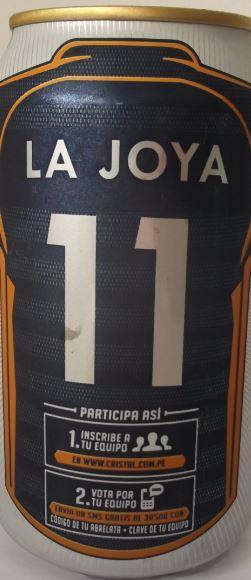 LA JOYA
11
PARTICIPA ASÍ
1. INSCRIBE A
TU EQUIPO
EN WWW.CRISTAL.COM.PE
2. VOTA POR
TU EQUIPO
ENVIA UN SMS GRATIS AL 30500 CON
CÓDIGO DE TU ABRELATA • CLAVE DE TU EQUIPO